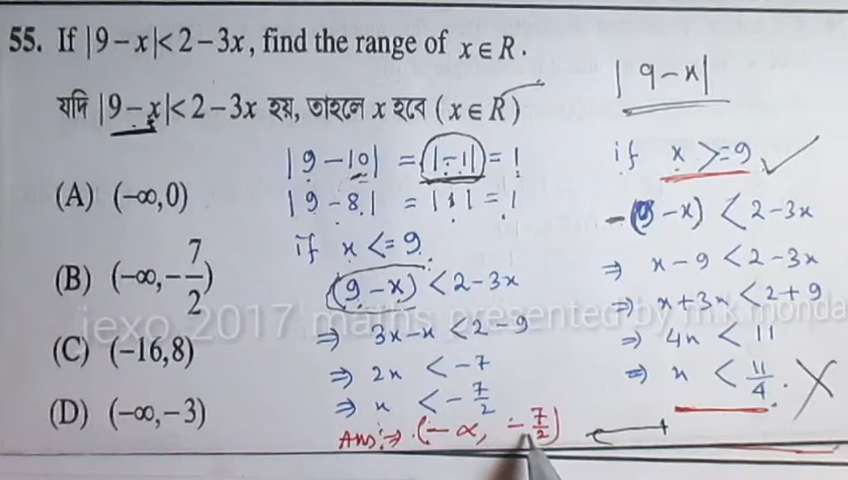 55. If |9 – x| < 2 – 3x, find the range of x ∈ R.
যদি |9 – x| < 2 – 3x হয়, তাহলে x হবে (x ∈ R)
(A) (–∞, 0)
(B) (–∞, –7/2)
(C) (–16, 8)
(D) (–∞, –3)
|9 – 10| = |–1| = 1
|9 – 8| = |1| = 1
if x <= 9
(9 – x) < 2 – 3x
⇒ 3x – x < 2 – 9
⇒ 2x < –7
⇒ x < –7/2
Ans:→ (–∞, –7/2)
|9 – x|
if x >= 9 ✓
–(9 – x) < 2 – 3x
⇒ x – 9 < 2 – 3x
⇒ x + 3x < 2 + 9
⇒ 4x < 11
⇒ x < 11/4 . X
iexo 2017 maths presented by m.k.monda